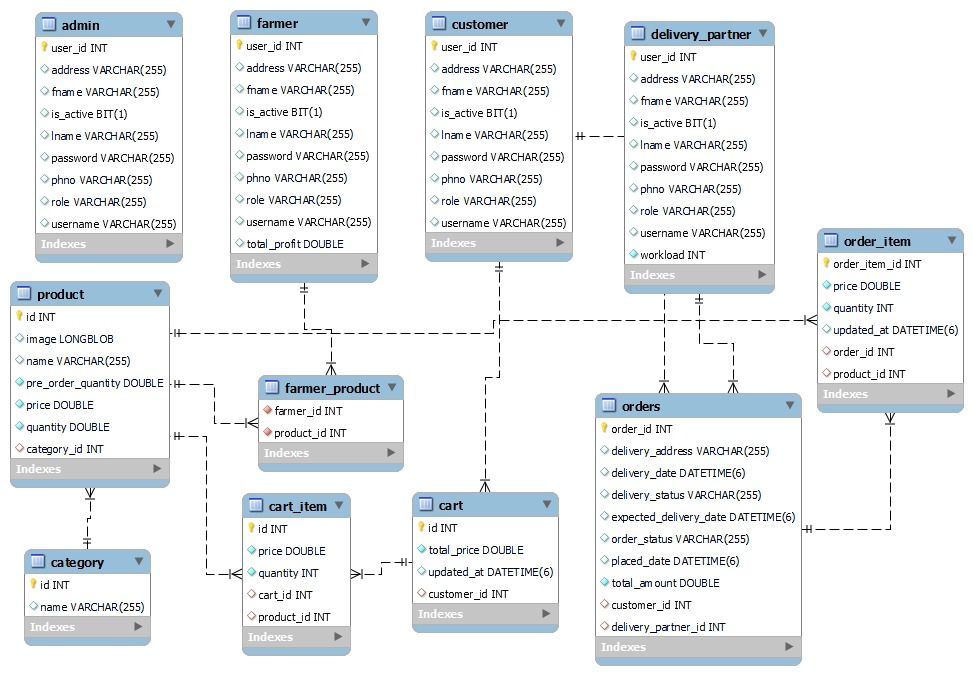 admin
user_id INT
address VARCHAR(255)
fname VARCHAR(255)
is_active BIT(1)
lname VARCHAR(255)
password VARCHAR(255)
phno VARCHAR(255)
role VARCHAR(255)
username VARCHAR(255)
Indexes
farmer
user_id INT
address VARCHAR(255)
fname VARCHAR(255)
is_active BIT(1)
lname VARCHAR(255)
password VARCHAR(255)
phno VARCHAR(255)
role VARCHAR(255)
username VARCHAR(255)
total_profit DOUBLE
Indexes
customer
user_id INT
address VARCHAR(255)
fname VARCHAR(255)
is_active BIT(1)
lname VARCHAR(255)
password VARCHAR(255)
phno VARCHAR(255)
role VARCHAR(255)
username VARCHAR(255)
Indexes
delivery_partner
user_id INT
address VARCHAR(255)
fname VARCHAR(255)
is_active BIT(1)
lname VARCHAR(255)
password VARCHAR(255)
phno VARCHAR(255)
role VARCHAR(255)
username VARCHAR(255)
workload INT
Indexes
order_item
order_item_id INT
price DOUBLE
quantity INT
updated_at DATETIME(6)
order_id INT
product_id INT
Indexes
product
id INT
image LONGBLOB
name VARCHAR(255)
pre_order_quantity DOUBLE
price DOUBLE
quantity DOUBLE
category_id INT
Indexes
farmer_product
farmer_id INT
product_id INT
Indexes
orders
order_id INT
delivery_address VARCHAR(255)
delivery_date DATETIME(6)
delivery_status VARCHAR(255)
expected_delivery_date DATETIME(6)
order_status VARCHAR(255)
placed_date DATETIME(6)
total_amount DOUBLE
customer_id INT
delivery_partner_id INT
Indexes
category
id INT
name VARCHAR(255)
Indexes
cart_item
id INT
price DOUBLE
quantity INT
cart_id INT
product_id INT
Indexes
cart
id INT
total_price DOUBLE
updated_at DATETIME(6)
customer_id INT
Indexes